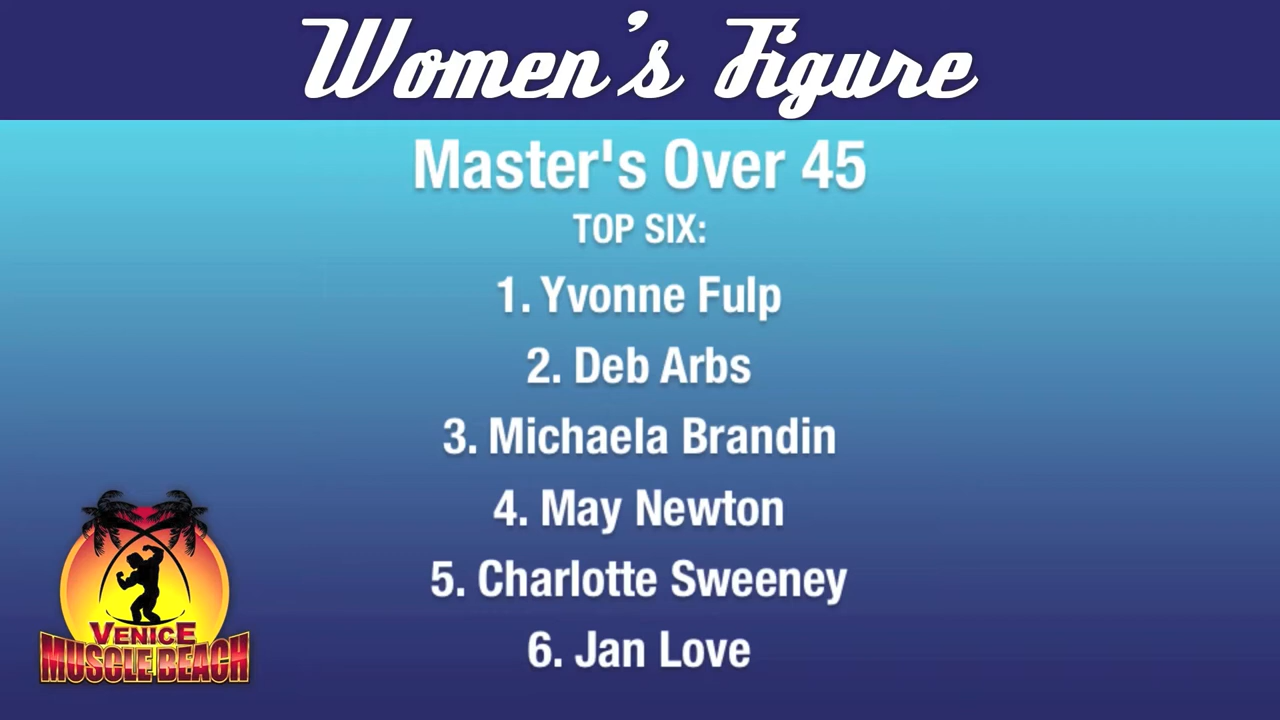 Women's Figure
Master's Over 45
TOP SIX:
1. Yvonne Fulp
2. Deb Arbs
3. Michaela Brandin
4. May Newton
5. Charlotte Sweeney
6. Jan Love
VENICE
MUSCLE BEACH